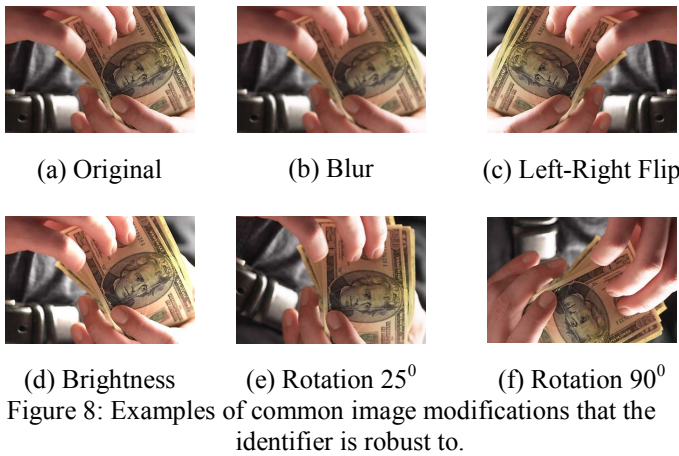 (a) Original
(b) Blur
(c) Left-Right Flip
(d) Brightness
(e) Rotation 25⁰
(f) Rotation 90⁰
Figure 8: Examples of common image modifications that the
identifier is robust to.